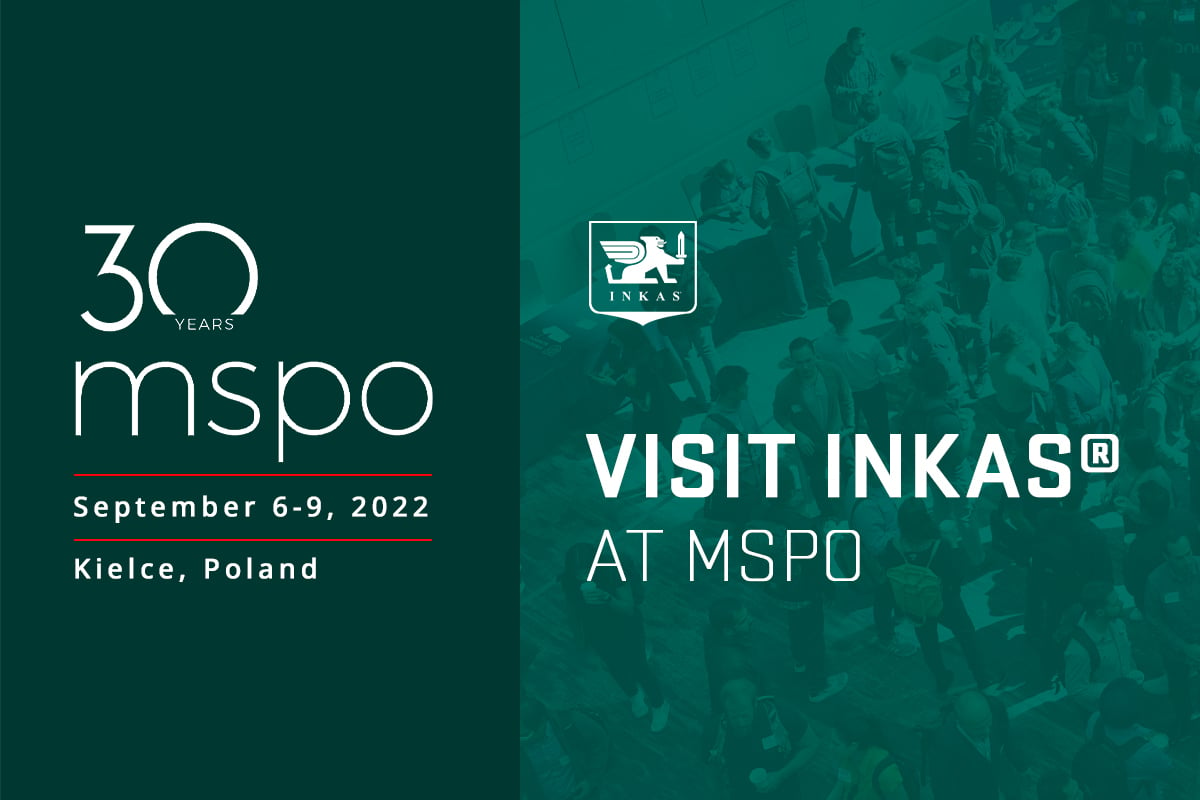 30
YEARS
mspo
September 6-9, 2022
Kielce, Poland
INKAS
VISIT INKAS®
AT MSPO